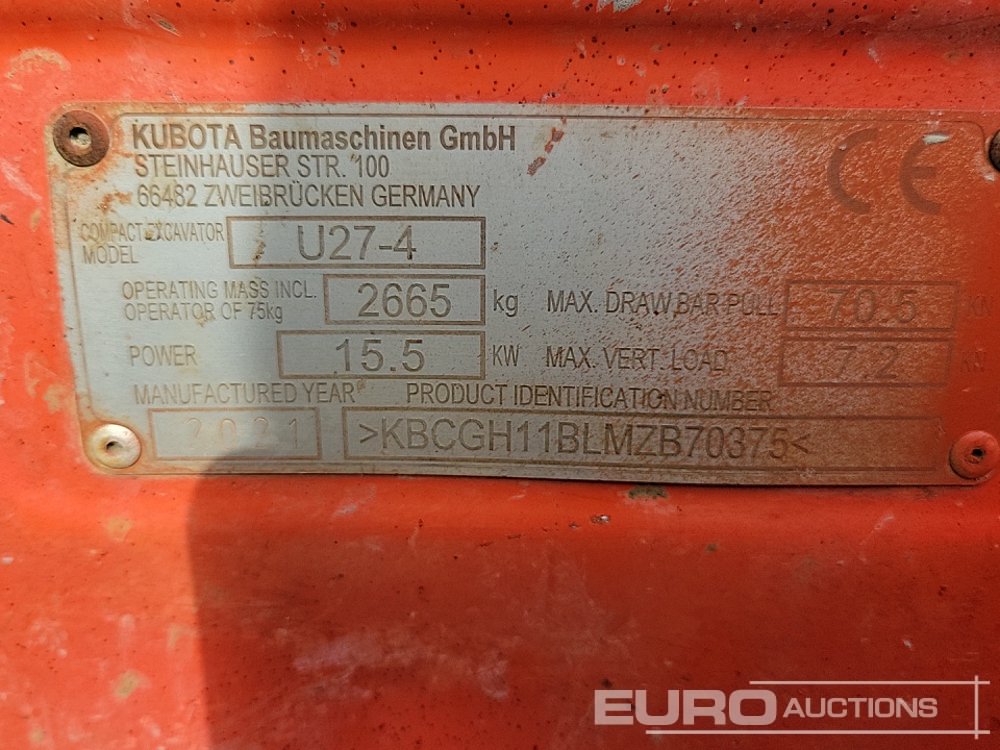 KUBOTA Baumaschinen GmbH
STEINHAUSER STR. 100
66482 ZWEIBRÜCKEN GERMANY
CE
COMPACT EXCAVATOR
MODEL
U27-4
OPERATING MASS INCL.
OPERATOR OF 75kg
2665 kg
MAX. DRAW BAR PULL
70.5
POWER 15.5 KW
MAX. VERT. LOAD
7.2
MANUFACTURED YEAR
2021
PRODUCT IDENTIFICATION NUMBER
>KBCGH11BLMZB70375<
EURO AUCTIONS